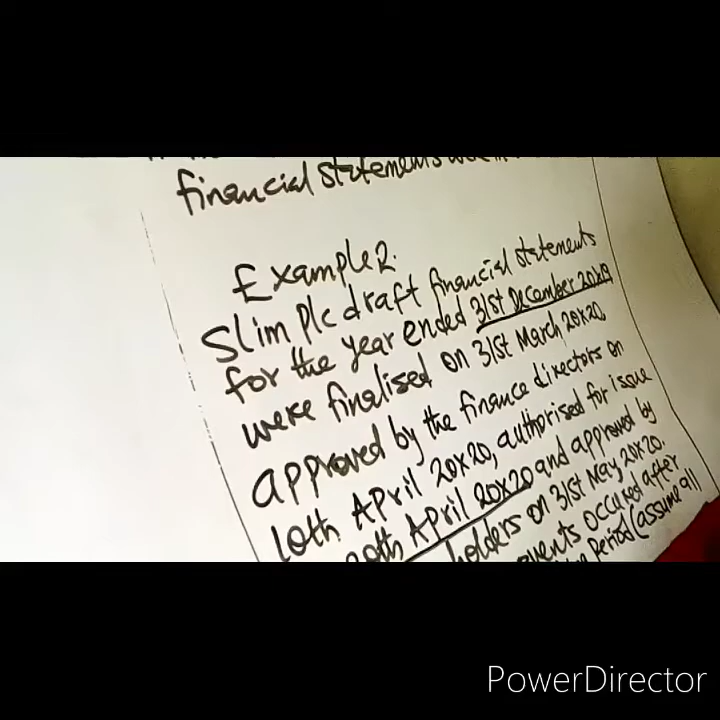 financial statements
Example 2.
Slim Plc draft financial statements
for the year ended 31st December 20x19
were finalised on 31st March 20x20,
approved by the finance directors on
10th April 20x20, authorised for issue
20th April 20x20 and approved by
holders on 31st May 20x20.
events occured after
Period (assume all
PowerDirector